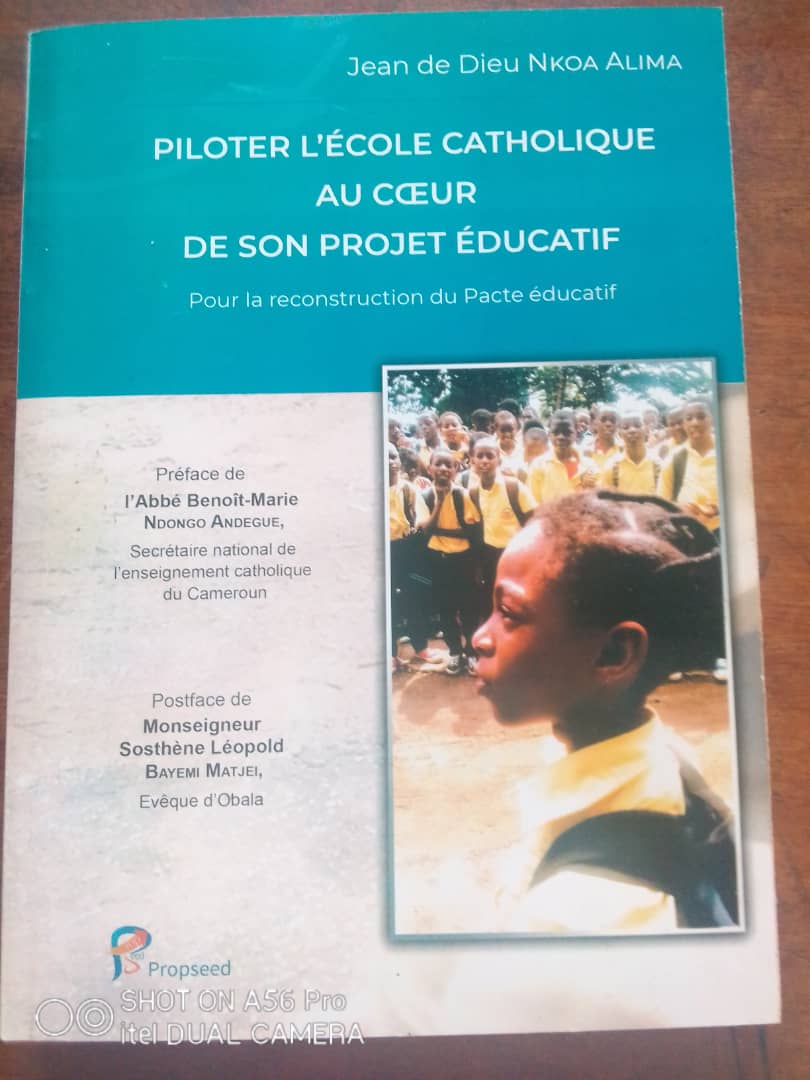 Jean de Dieu NKOA ALIMA
PILOTER L'ÉCOLE CATHOLIQUE
AU CŒUR
DE SON PROJET ÉDUCATIF
Pour la reconstruction du Pacte éducatif
Préface de
l'Abbé Benoît-Marie
NDONGO ANDEGUE,
Secrétaire national de
l'enseignement catholique
du Cameroun
Postface de
Monseigneur
Sosthène Léopold
BAYEMI MATJEI,
Evêque d'Obala
Propseed
SHOT ON A56 Pro
itel DUAL CAMERA